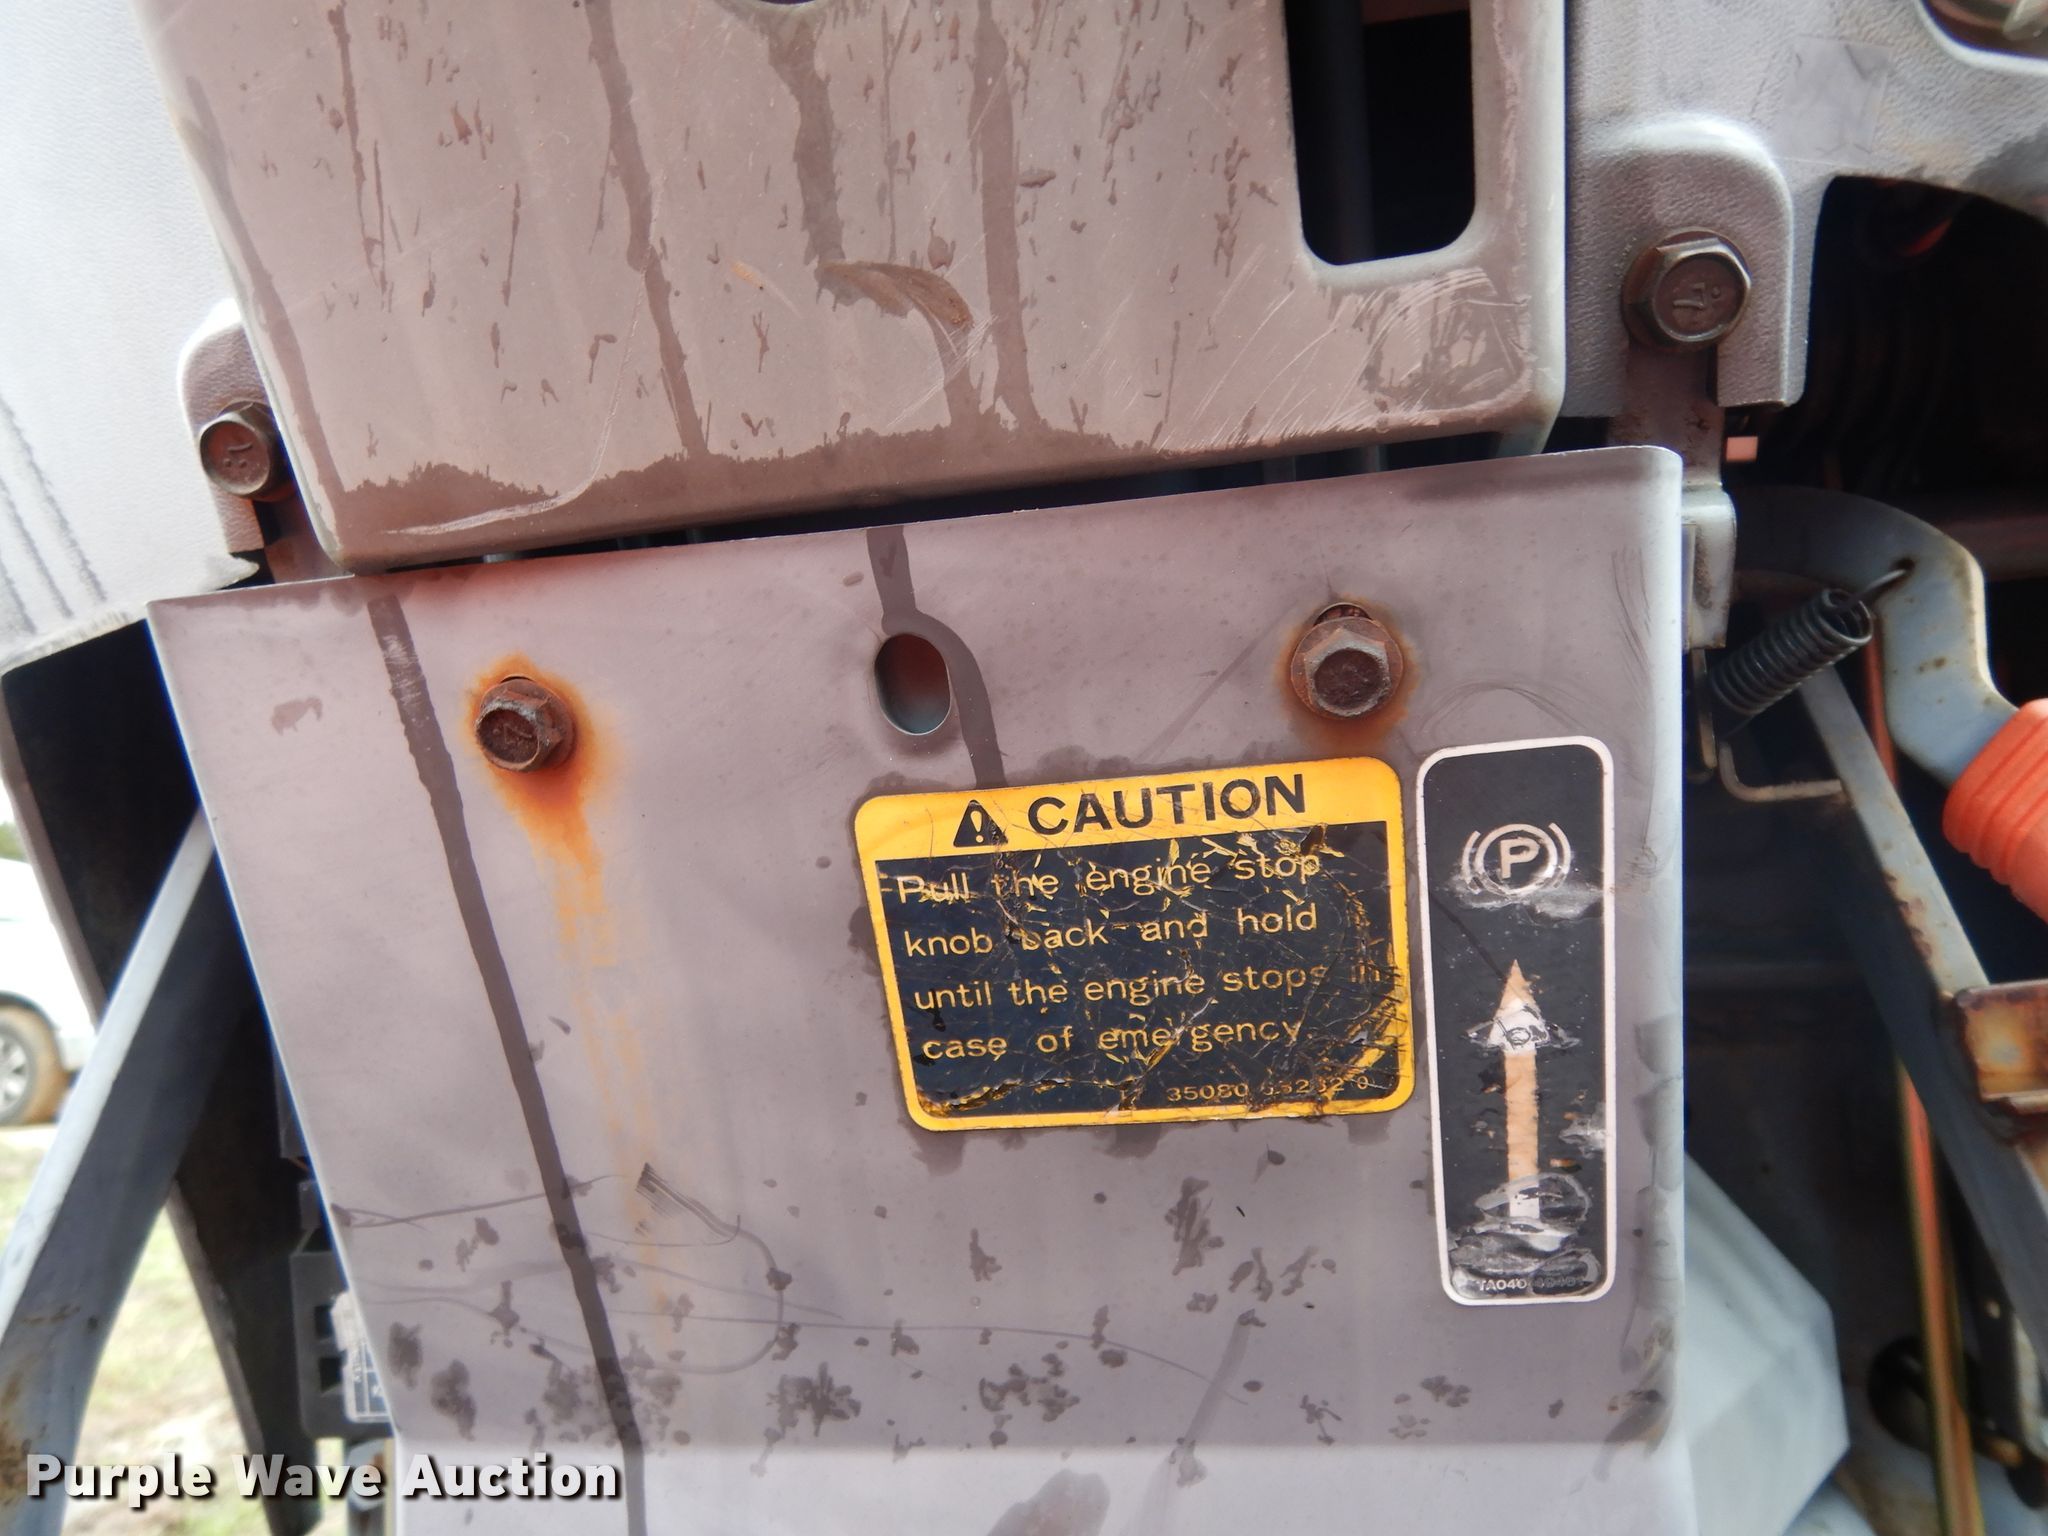 CAUTION
Pull the engine stop
knob back and hold
until the engine stops in
case of emergency
35080
P
Purple Wave Auction